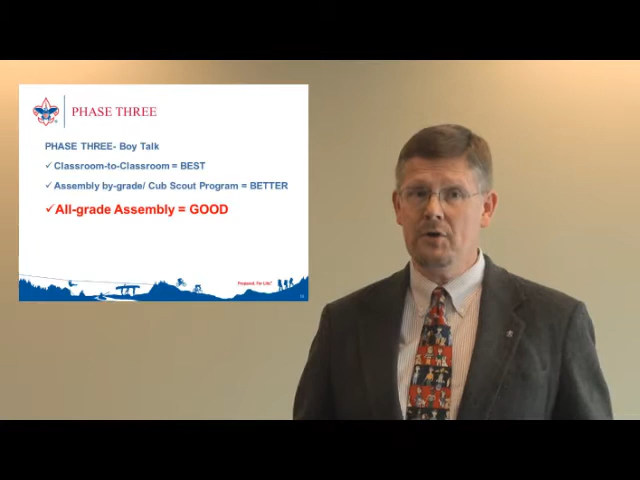 PHASE THREE
PHASE THREE- Boy Talk
✓Classroom-to-Classroom = BEST
✓Assembly by-grade/ Cub Scout Program = BETTER
✓All-grade Assembly = GOOD
Prepared. For Life.®